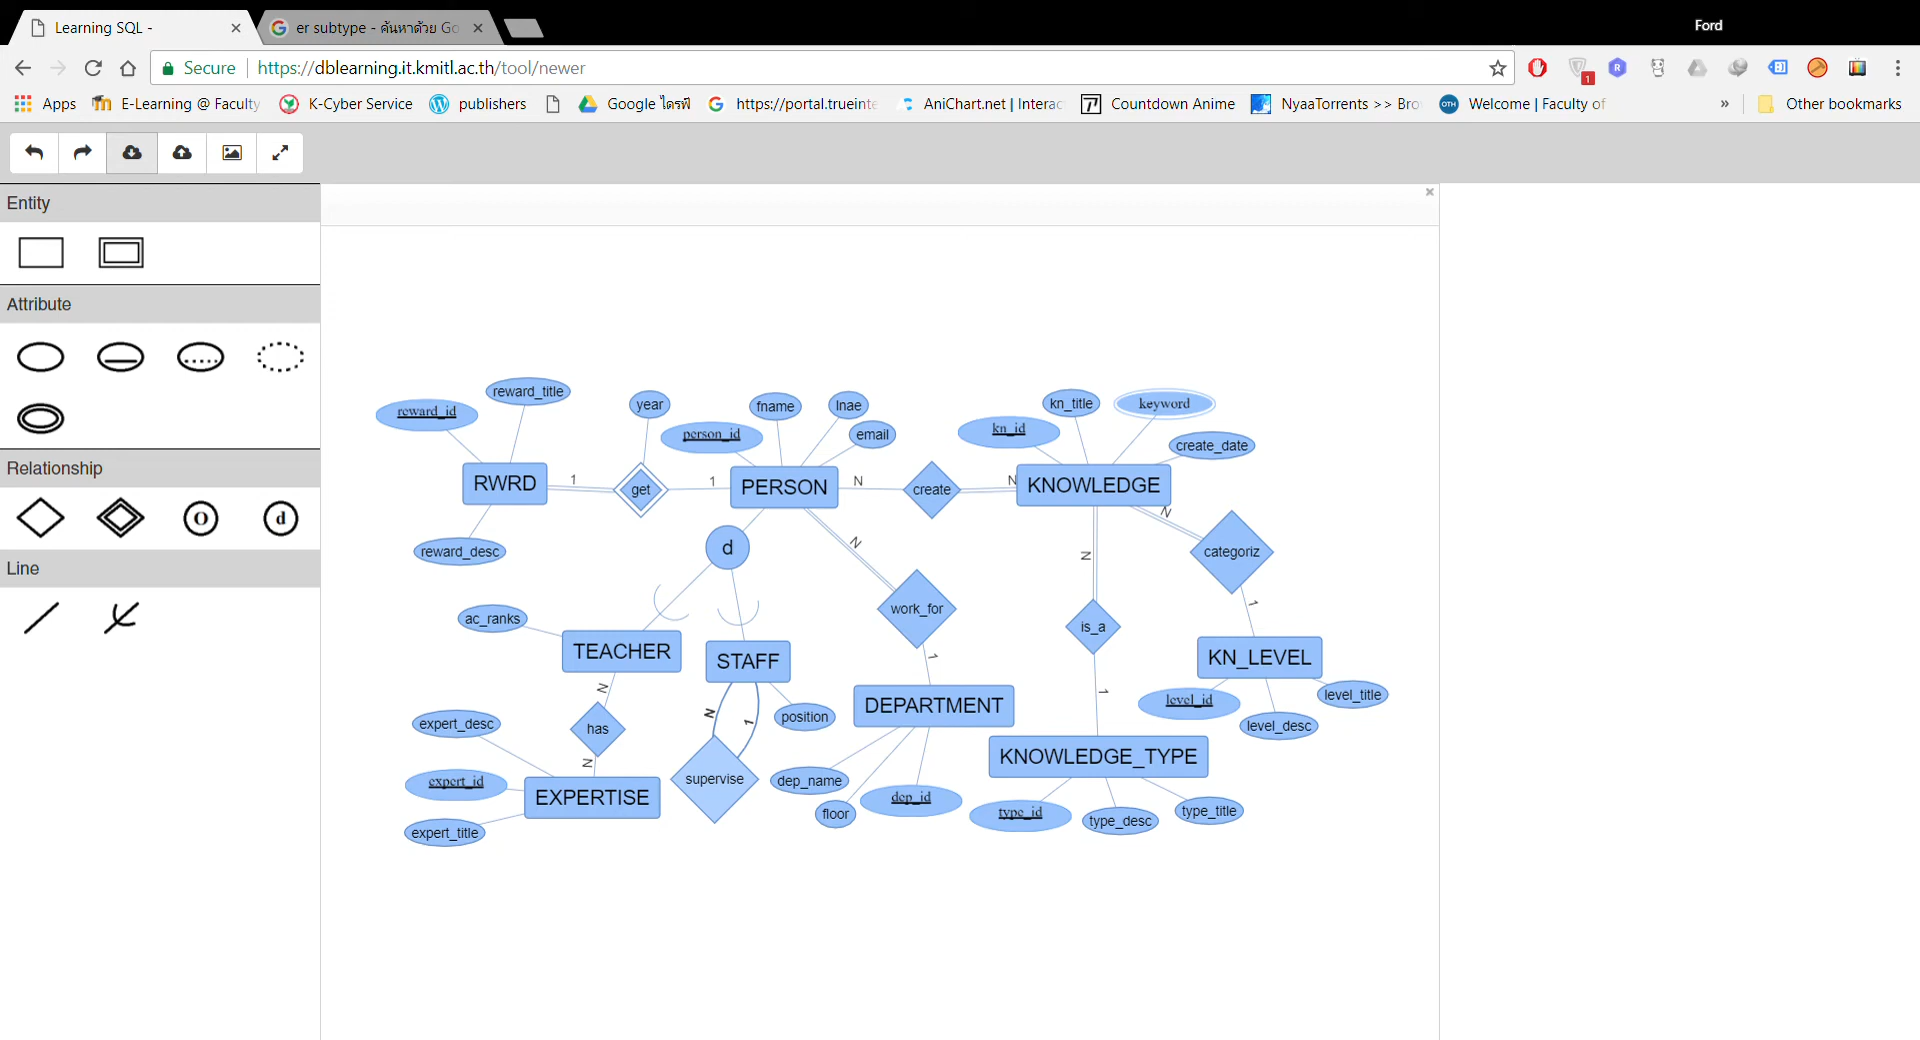 Learning SQL -
er subtype - ค้นหาด้วย Go
Ford
Secure
https://dblearning.it.kmitl.ac.th/tool/newer
1
Apps
E-Learning @ Faculty
K-Cyber Service
publishers
Google ไดรฟ์
https://portal.trueinte
AniChart.net | Interac
Countdown Anime
NyaaTorrents >> Bro
Welcome | Faculty of
»
Other bookmarks
Entity
Attribute
Relationship
O
d
Line
reward_id
reward_title
year
fname
lnae
person_id
email
kn_title
keyword
kn_id
create_date
RWRD
1
get
1
PERSON
N
create
N
KNOWLEDGE
N
reward_desc
d
N
N
categoriz
ac_ranks
work_for
is_a
1
TEACHER
STAFF
1
KN_LEVEL
N
N
1
position
DEPARTMENT
1
level_id
level_title
level_desc
expert_desc
has
N
supervise
KNOWLEDGE_TYPE
expert_id
EXPERTISE
dep_name
dep_id
floor
type_id
type_desc
type_title
expert_title